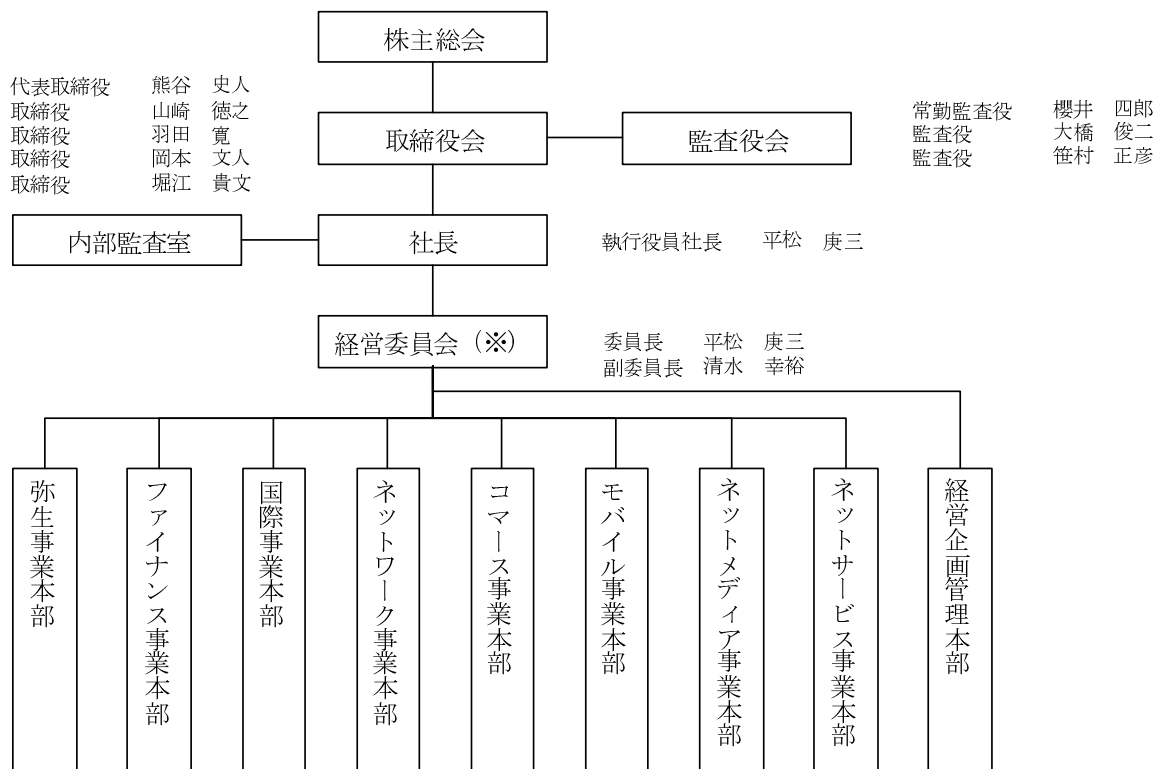 株主総会
代表取締役 熊谷 史人
取締役 山崎 徳之
取締役 羽田 寛
取締役 岡本 文人
取締役 堀江 貴文
取締役会
監査役会
常勤監査役 櫻井 四郎
監査役 大橋 俊二
監査役 笹村 正彦
内部監査室
社長
執行役員社長 平松 庚三
経営委員会（※）
委員長 平松 庚三
副委員長 清水 幸裕
弥生事業本部
ファイナンス事業本部
国際事業本部
ネットワーク事業本部
コマース事業本部
モバイル事業本部
ネットメディア事業本部
ネットサービス事業本部
経営企画管理本部